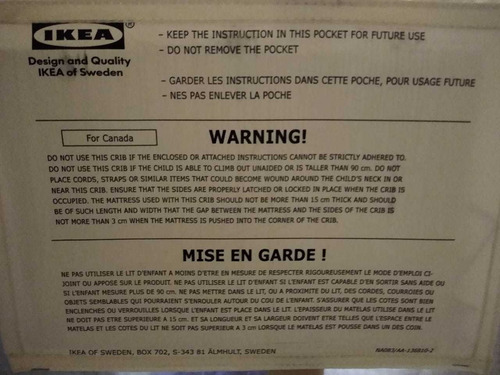 IKEA®
Design and Quality
IKEA of Sweden
- KEEP THE INSTRUCTION IN THIS POCKET FOR FUTURE USE
- DO NOT REMOVE THE POCKET
- GARDER LES INSTRUCTIONS DANS CETTE POCHE, POUR USAGE FUTURE
- NES PAS ENLEVER LA POCHE
For Canada
WARNING!
DO NOT USE THIS CRIB IF THE ENCLOSED OR ATTACHED INSTRUCTIONS CANNOT BE STRICTLY ADHERED TO.
DO NOT USE THIS CRIB IF THE CHILD IS ABLE TO CLIMB OUT UNAIDED OR IS TALLER THAN 90 cm. DO NOT
PLACE CORDS, STRAPS OR SIMILAR ITEMS THAT COULD BECOME WOUND AROUND THE CHILD'S NECK IN OR
NEAR THIS CRIB. ENSURE THAT THE SIDES ARE PROPERLY LATCHED OR LOCKED IN PLACE WHEN THE CRIB IS
OCCUPIED. THE MATTRESS USED WITH THIS CRIB SHOULD NOT BE MORE THAN 15 cm THICK AND SHOULD
BE OF SUCH LENGTH AND WIDTH THAT THE GAP BETWEEN THE MATTRESS AND THE SIDES OF THE CRIB IS
NOT MORE THAN 3 cm WHEN THE MATTRESS IS PUSHED INTO THE CORNER OF THE CRIB.
MISE EN GARDE !
NE PAS UTILISER LE LIT D'ENFANT A MOINS D'ETRE EN MESURE DE RESPECTER RIGOUREUSEMENT LE MODE D'EMPLOI CI-
JOINT OU APPOSE SUR LE PRODUIT. NE PAS UTILISER LE LIT D'ENFANT SI L'ENFANT EST CAPABLE D'EN SORTIR SANS AIDE OU
SI L'ENFANT MESURE PLUS DE 90 cm. NE PAS METTRE DANS LE LIT, OU A PROXIMITE DU LIT, DES CORDES, COURROIES OU
OBJETS SEMBLABLES QUI POURRAIENT S'ENROULER AUTOUR DU COU DE L'ENFANT. S'ASSURER QUE LES COTES SONT BIEN
ENCLENCHES OU VERROUILLES LORSQUE L'ENFANT EST PLACE DANS LE LIT. L'EPAISSEUR DU MATELAS UTILISE DANS LE LIT
NE DOIT PAS ETRE SUPERIEURE A 15 cm, ET SA LONGUEUR ET SA LARGEUR DOIVENT ETRE TELLES QUE L'ESPACE ENTRE LE
MATELAS ET LES COTES DU LIT NE SOIT PAS SUPERIEUR A 3 cm LORSQUE LE MATELAS EST POUSSE DANS UN DES COIN.
IKEA OF SWEDEN, BOX 702, S-343 81 ÄLMHULT, SWEDEN